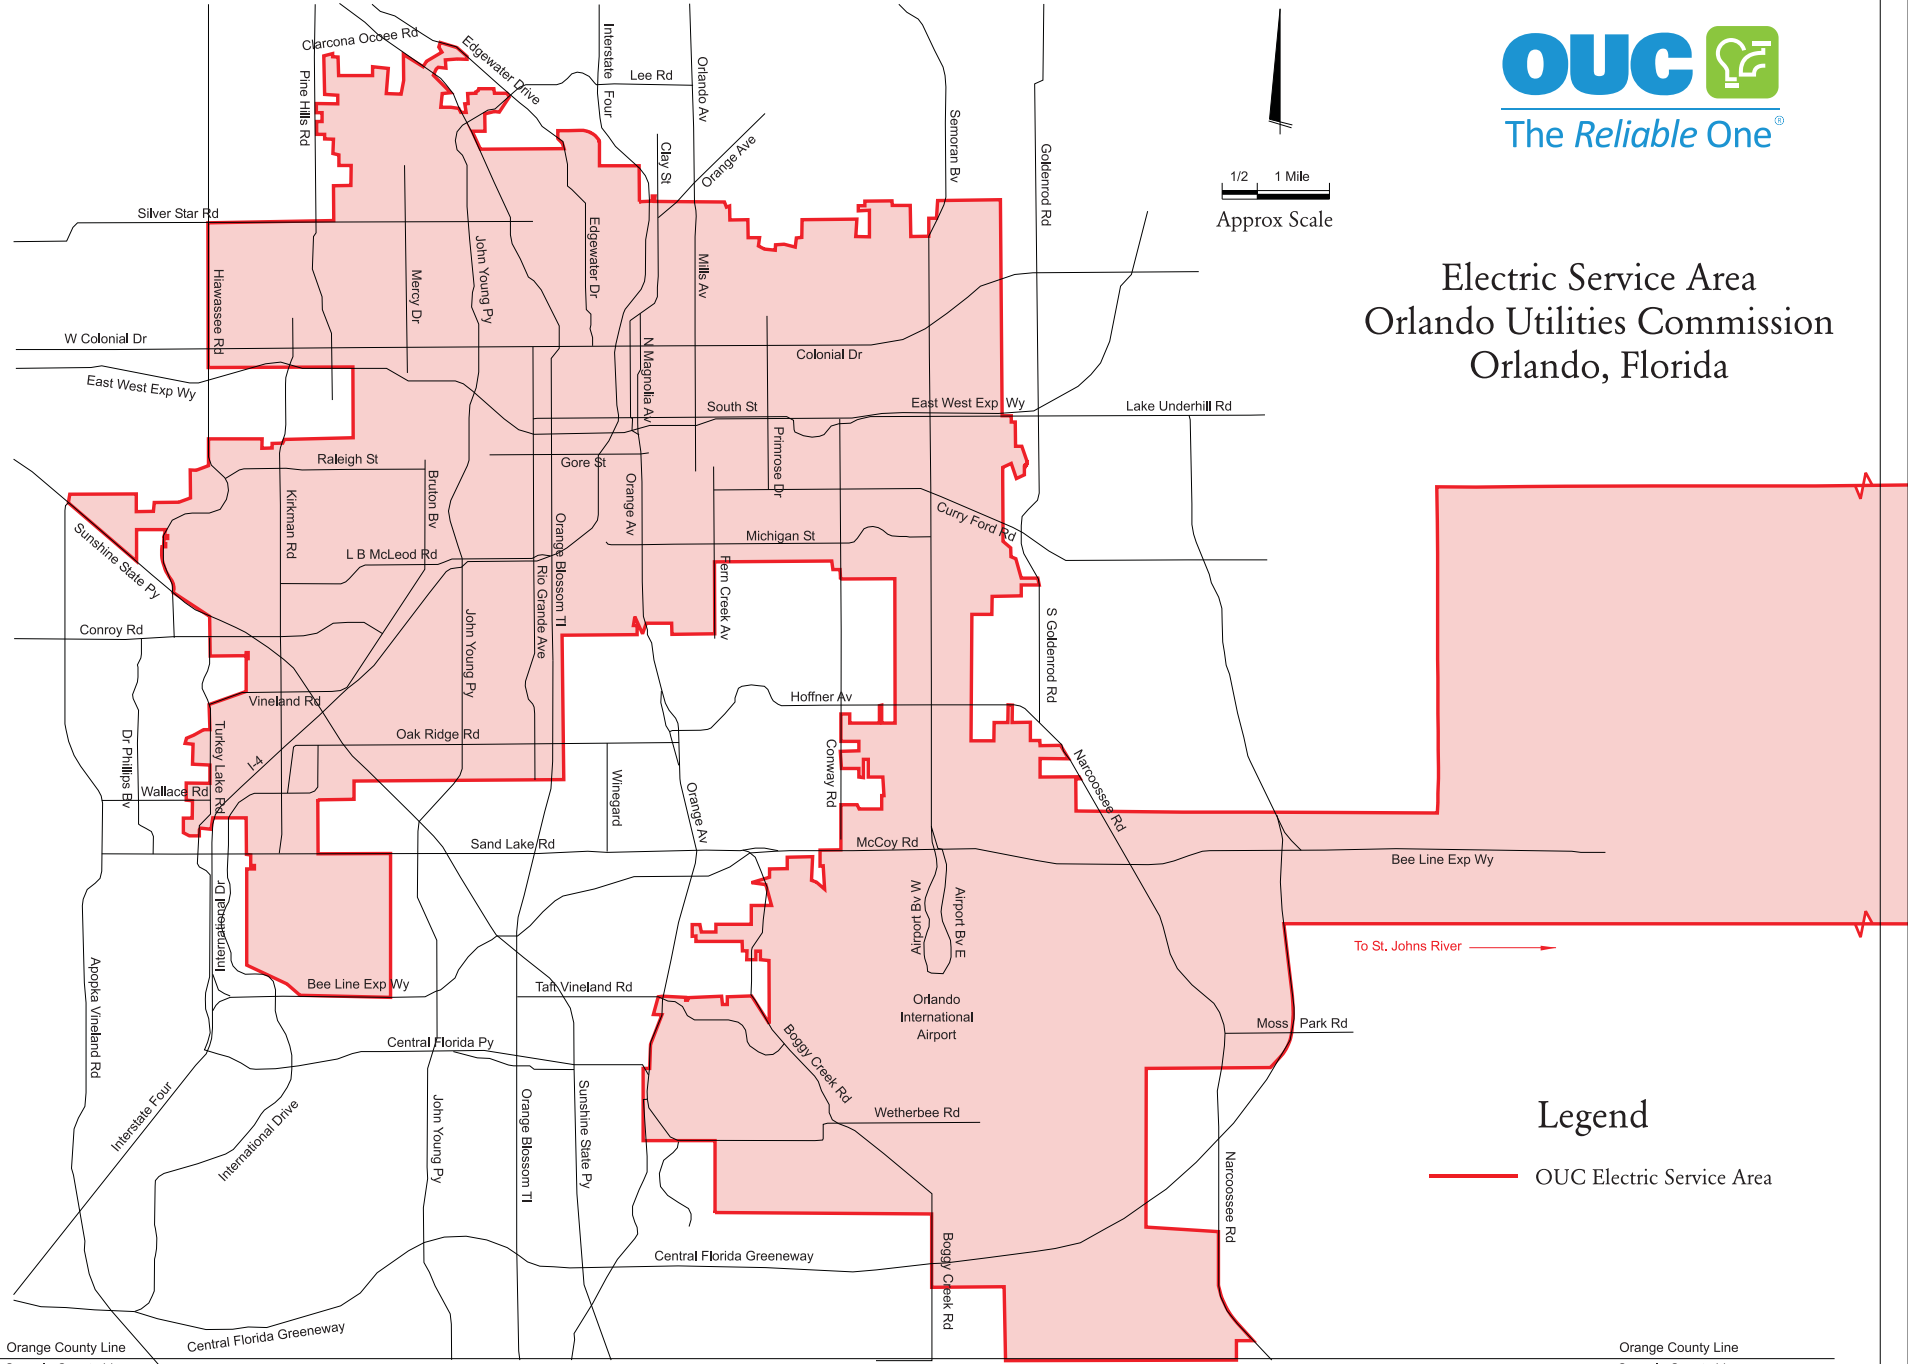 Clarcona Ocoee Rd
Edgewater Drive
Interstate Four
Lee Rd
Orlando Av
Pine Hills Rd
Clay St
Orange Ave
Semoran Bv
Goldenrod Rd
OUC
The Reliable One®
1/2 1 Mile
Approx Scale
Silver Star Rd
Hiawassee Rd
Mercy Dr
John Young Py
Edgewater Dr
Mills Av
Electric Service Area
Orlando Utilities Commission
Orlando, Florida
W Colonial Dr
Colonial Dr
N Magnolia Av
East West Exp Wy
South St
East West Exp Wy
Lake Underhill Rd
Primrose Dr
Raleigh St
Gore St
Bruton Bv
Kirkman Rd
Orange Av
Curry Ford Rd
Michigan St
Sunshine State Py
L B McLeod Rd
Orange Blossom Tl
Rio Grande Ave
Fern Creek Av
Conroy Rd
John Young Py
S Goldenrod Rd
Vineland Rd
Hoffner Av
Dr Phillips Bv
Turkey Lake Rd
I-4
Oak Ridge Rd
Conway Rd
Narcoossee Rd
Wallace Rd
Winegard
Orange Av
Sand Lake Rd
McCoy Rd
Bee Line Exp Wy
International Dr
Airport Bv W
Airport Bv E
To St. Johns River
Apopka Vineland Rd
Bee Line Exp Wy
Taft Vineland Rd
Orlando
International
Airport
Moss Park Rd
Central Florida Py
Boggy Creek Rd
Interstate Four
International Drive
John Young Py
Orange Blossom Tl
Sunshine State Py
Wetherbee Rd
Legend
OUC Electric Service Area
Narcoossee Rd
Central Florida Greeneway
Boggy Creek Rd
Central Florida Greeneway
Orange County Line
Orange County Line